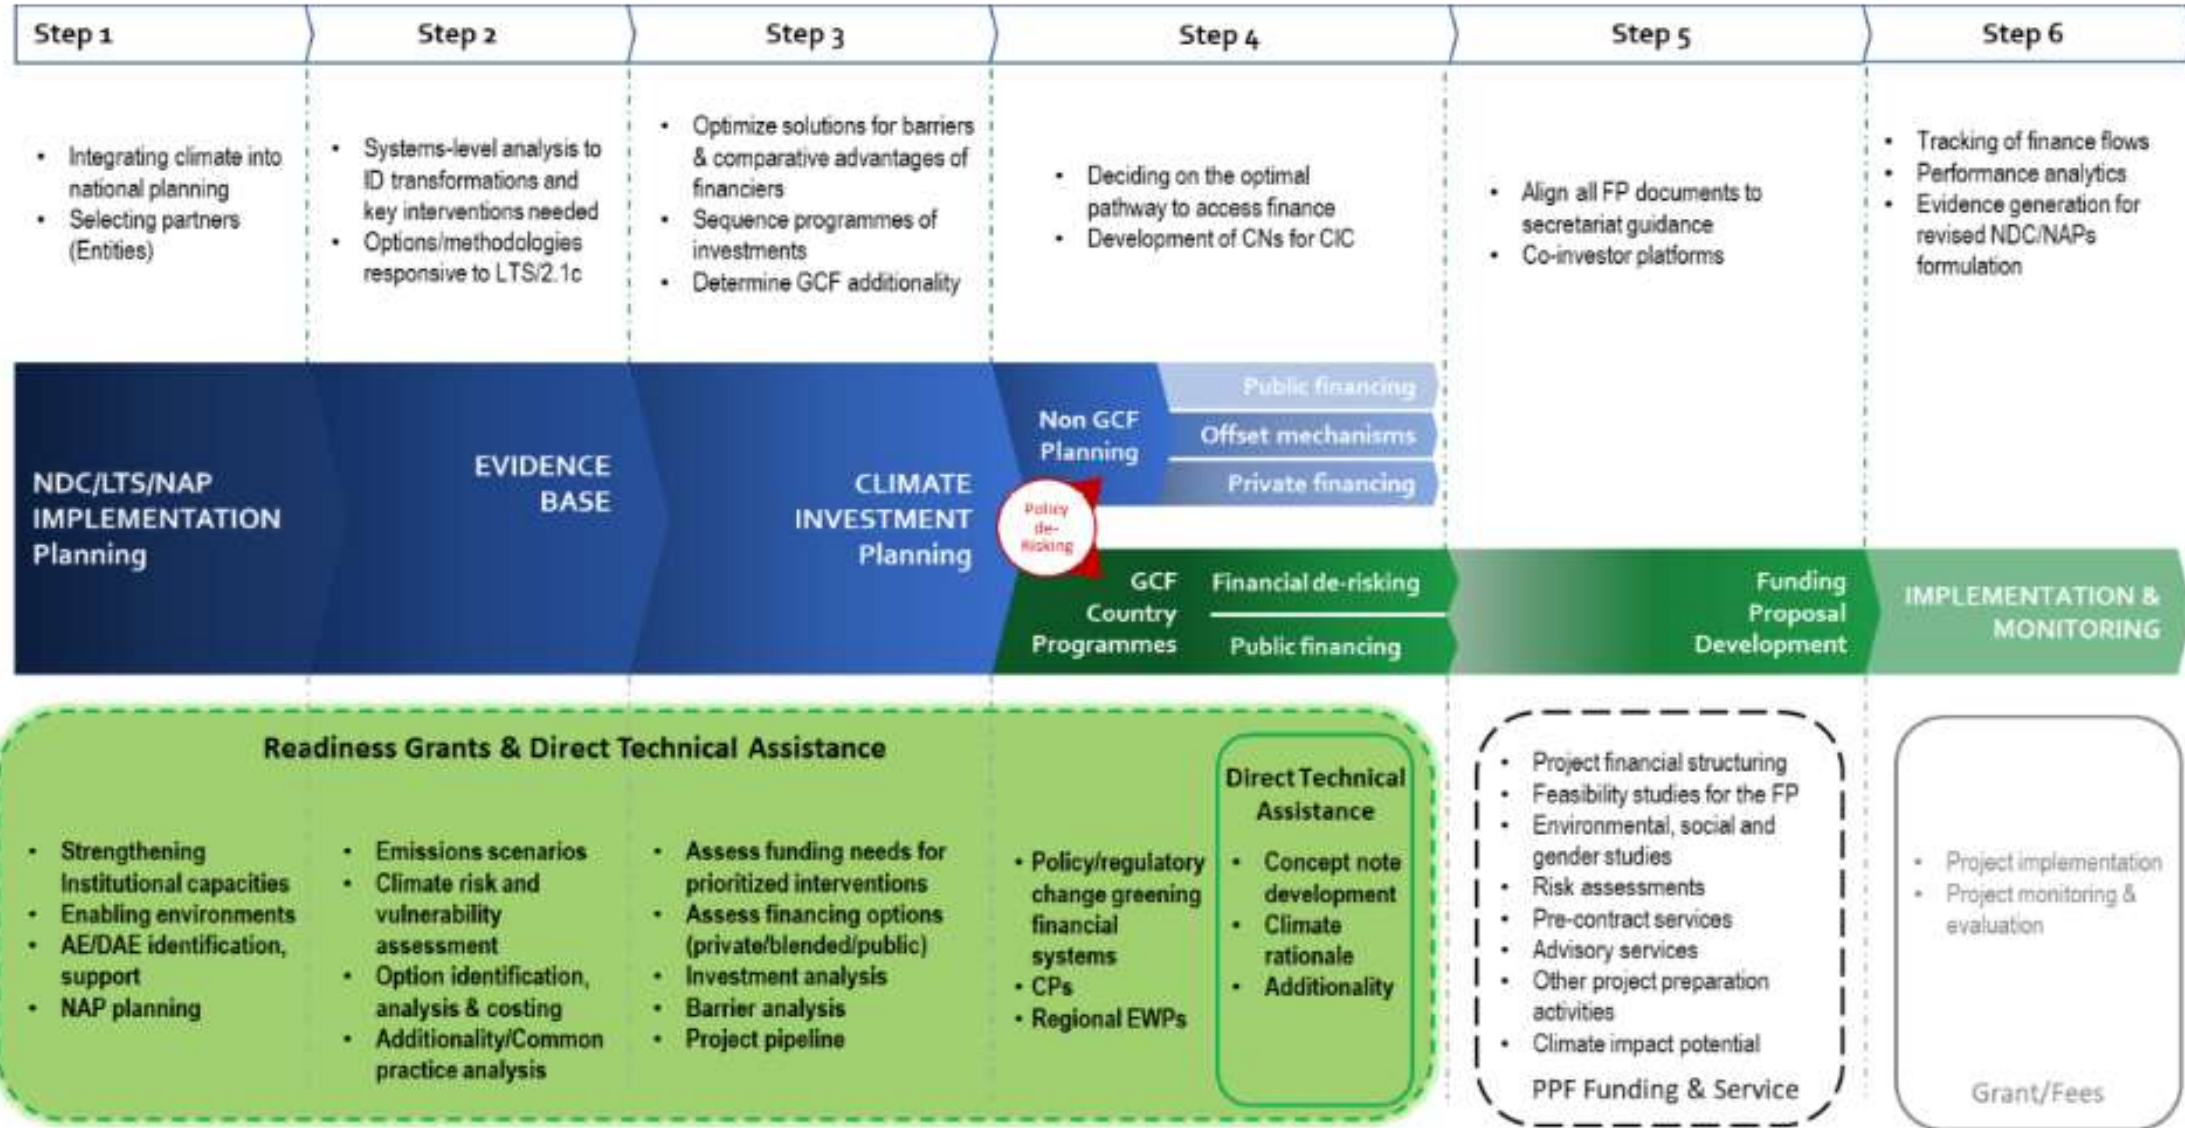 Step 1
Step 2
Step 3
Step 4
Step 5
Step 6
• Integrating climate into
national planning
• Selecting partners
(Entities)
• Systems-level analysis to
ID transformations and
key interventions needed
• Options/methodologies
responsive to LTS/2.1c
• Optimize solutions for barriers
& comparative advantages of
financiers
• Sequence programmes of
investments
• Determine GCF additionality
• Deciding on the optimal
pathway to access finance
• Development of CNs for CIC
• Align all FP documents to
secretariat guidance
• Co-investor platforms
• Tracking of finance flows
• Performance analytics
• Evidence generation for
revised NDC/NAPs
formulation
NDC/LTS/NAP
IMPLEMENTATION
Planning
EVIDENCE
BASE
CLIMATE
INVESTMENT
Planning
Non GCF
Planning
Public financing
Offset mechanisms
Private financing
Policy
de-
Risking
GCF
Country
Programmes
Financial de-risking
Public financing
Funding
Proposal
Development
IMPLEMENTATION &
MONITORING
Readiness Grants & Direct Technical Assistance
• Strengthening
Institutional capacities
• Enabling environments
• AE/DAE identification,
support
• NAP planning
• Emissions scenarios
• Climate risk and
vulnerability
assessment
• Option identification,
analysis & costing
• Additionality/Common
practice analysis
• Assess funding needs for
prioritized interventions
• Assess financing options
(private/blended/public)
• Investment analysis
• Barrier analysis
• Project pipeline
• Policy/regulatory
change greening
financial
systems
• CPs
• Regional EWPs
Direct Technical
Assistance
• Concept note
development
• Climate
rationale
• Additionality
• Project financial structuring
• Feasibility studies for the FP
• Environmental, social and
gender studies
• Risk assessments
• Pre-contract services
• Advisory services
• Other project preparation
activities
• Climate impact potential
PPF Funding & Service
• Project implementation
• Project monitoring &
evaluation
Grant/Fees